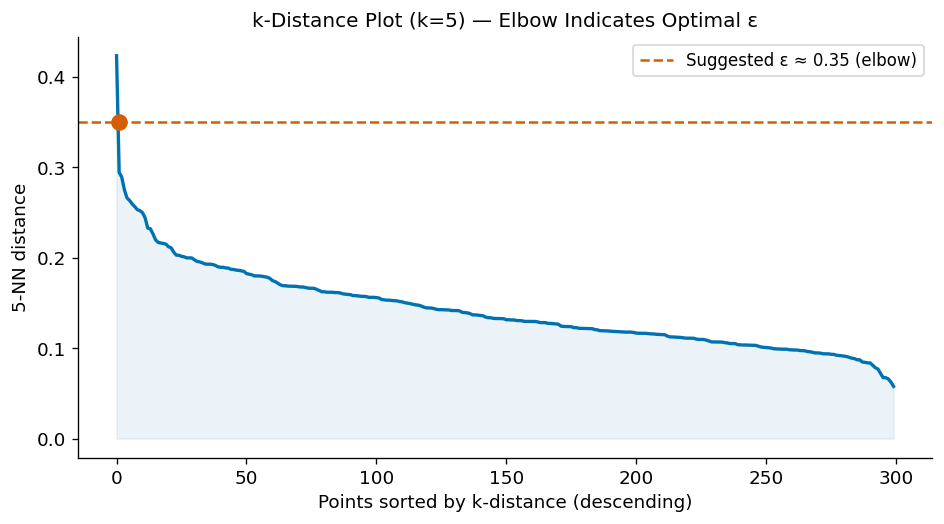 k-Distance Plot (k=5) — Elbow Indicates Optimal ε
Suggested ε ≈ 0.35 (elbow)
5-NN distance
0.4
0.3
0.2
0.1
0.0
0 50 100 150 200 250 300
Points sorted by k-distance (descending)